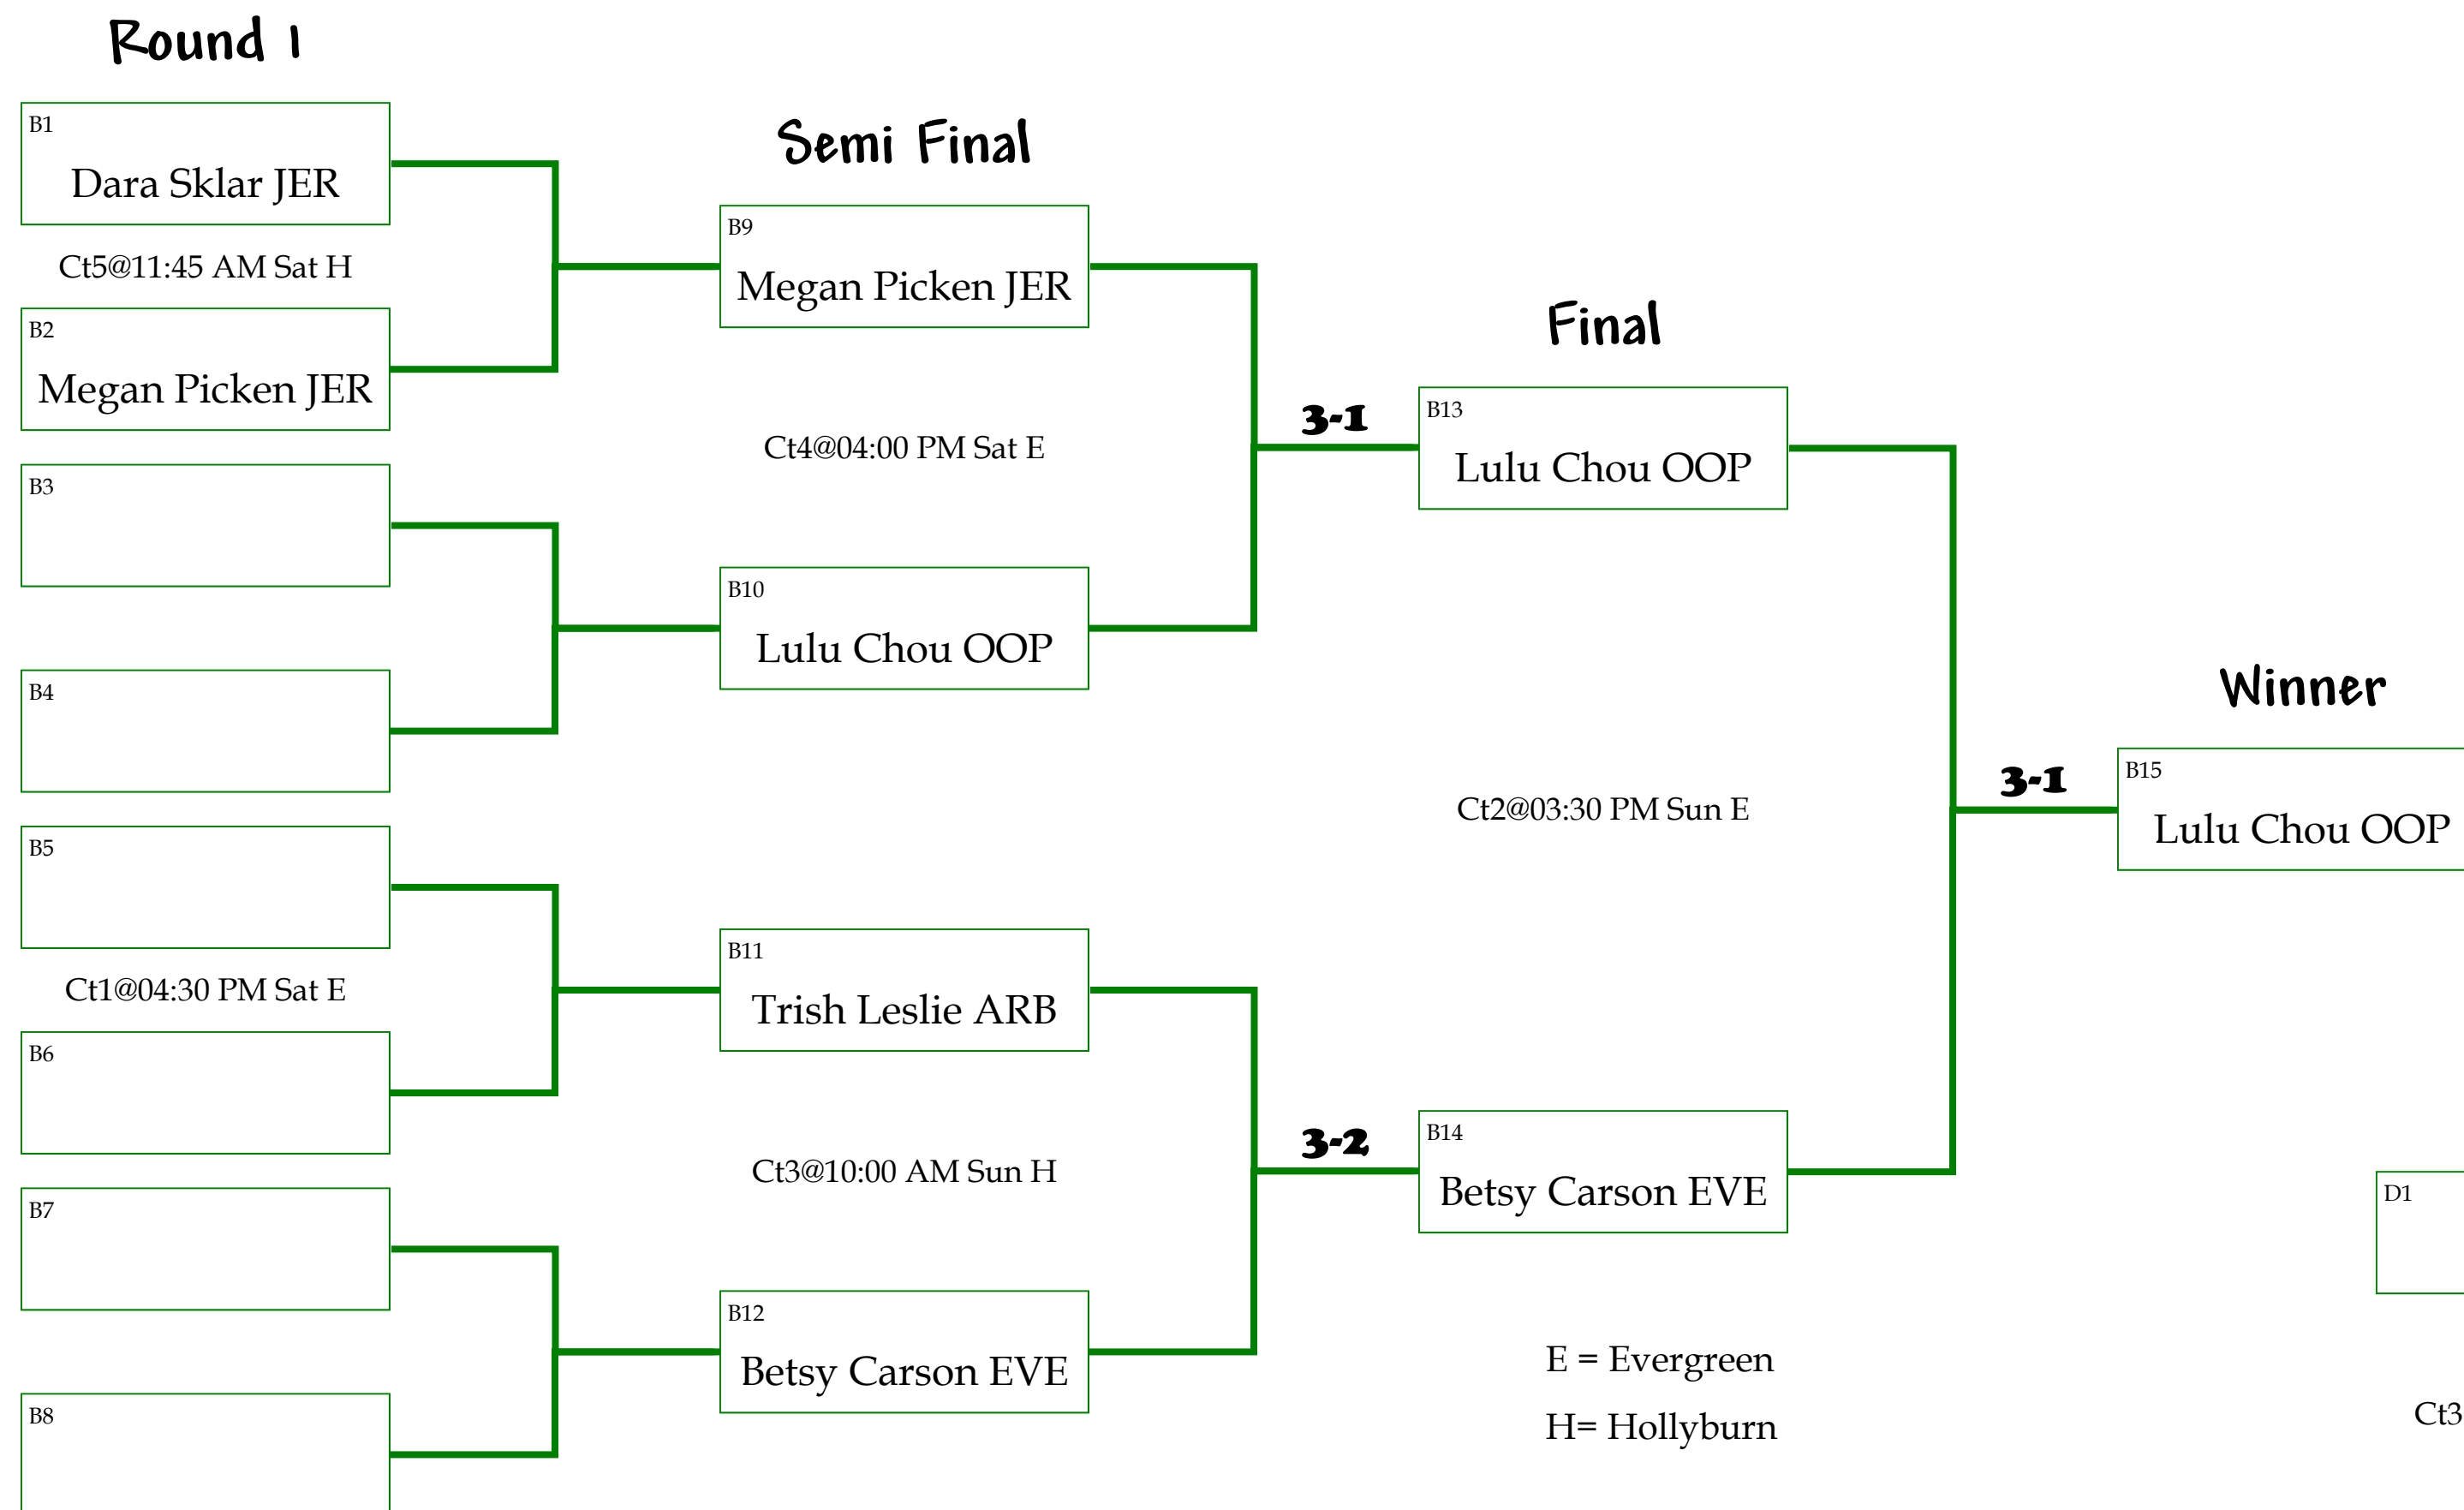 Round 1
B1
Dara Sklar JER
Ct5@11:45 AM Sat H
B2
Megan Picken JER
B3
B4
B5
Ct1@04:30 PM Sat E
B6
B7
B8
Semi Final
B9
Megan Picken JER
Ct4@04:00 PM Sat E
B10
Lulu Chou OOP
B11
Trish Leslie ARB
Ct3@10:00 AM Sun H
B12
Betsy Carson EVE
Final
3-1
B13
Lulu Chou OOP
Ct2@03:30 PM Sun E
3-2
B14
Betsy Carson EVE
E = Evergreen
H= Hollyburn
Winner
3-1
B15
Lulu Chou OOP
D1
Ct3